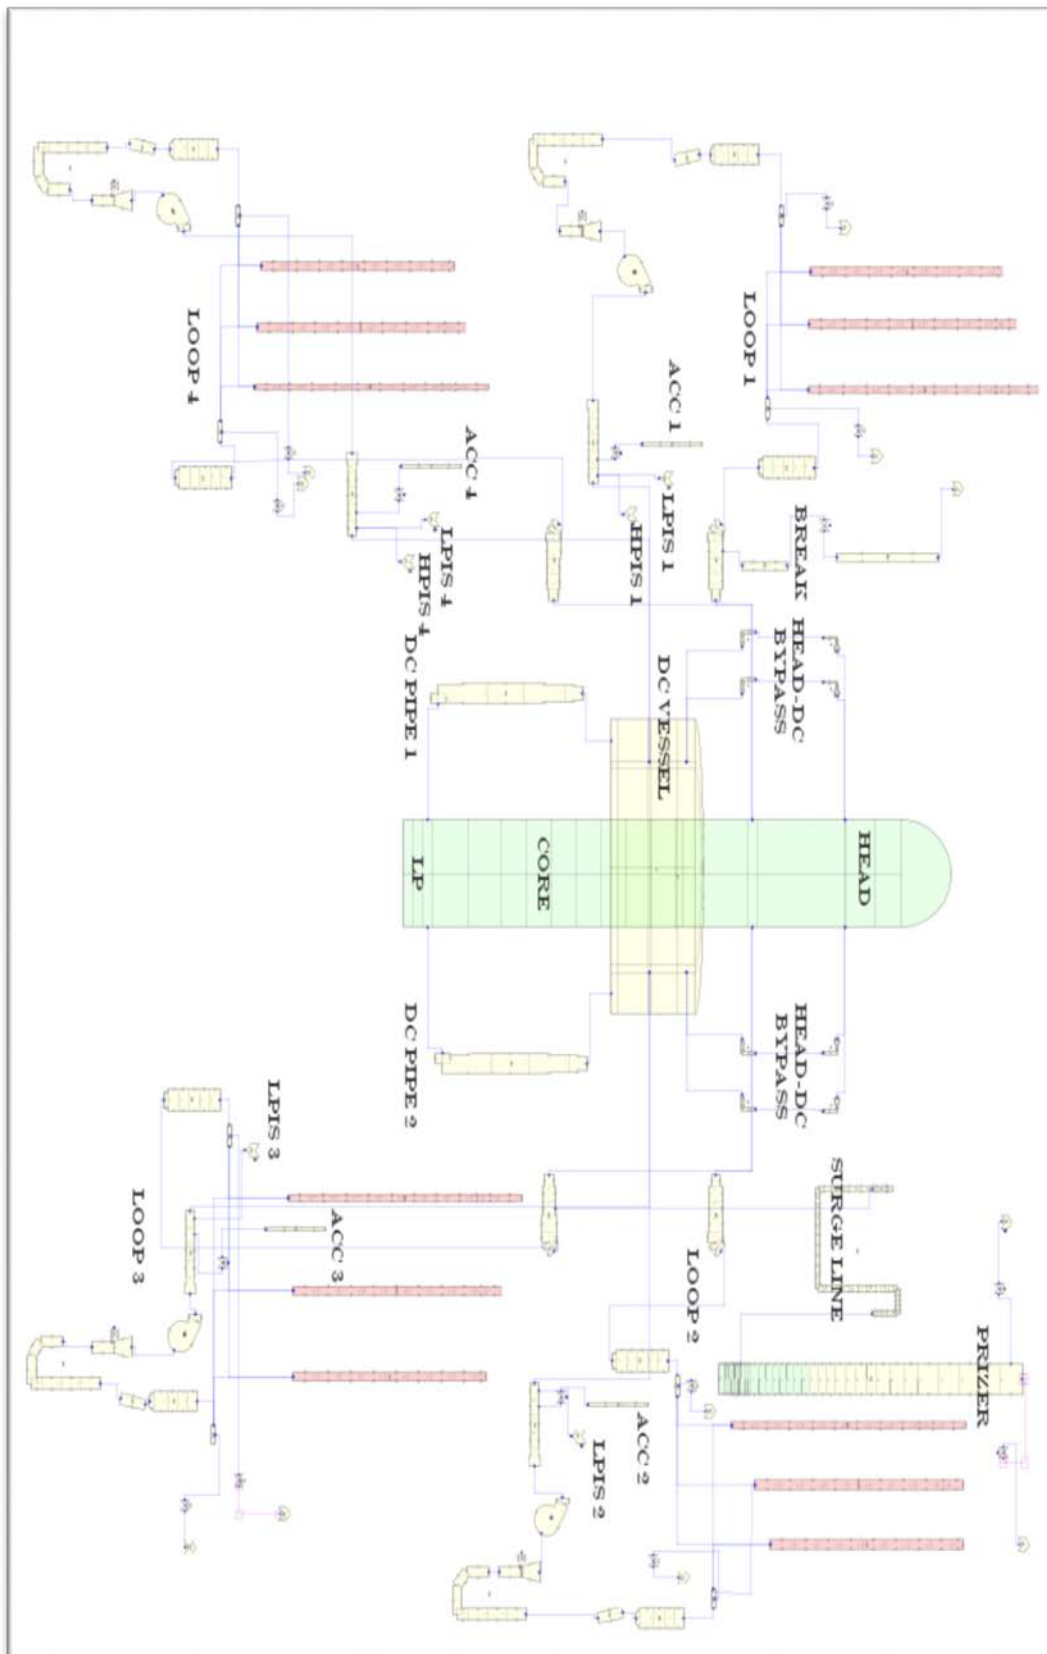 LOOP 1
ACC 1
LPIS 1
HPIS 1
BREAK
HEAD-DC
BYPASS
LOOP 4
ACC 4
LPIS 4
HPIS 4
DC PIPE 1
DC VESSEL
HEAD
CORE
LP
DC PIPE 2
HEAD-DC
BYPASS
SURGE LINE
PRIZER
LOOP 2
ACC 2
LPIS 2
LPIS 3
ACC 3
LOOP 3